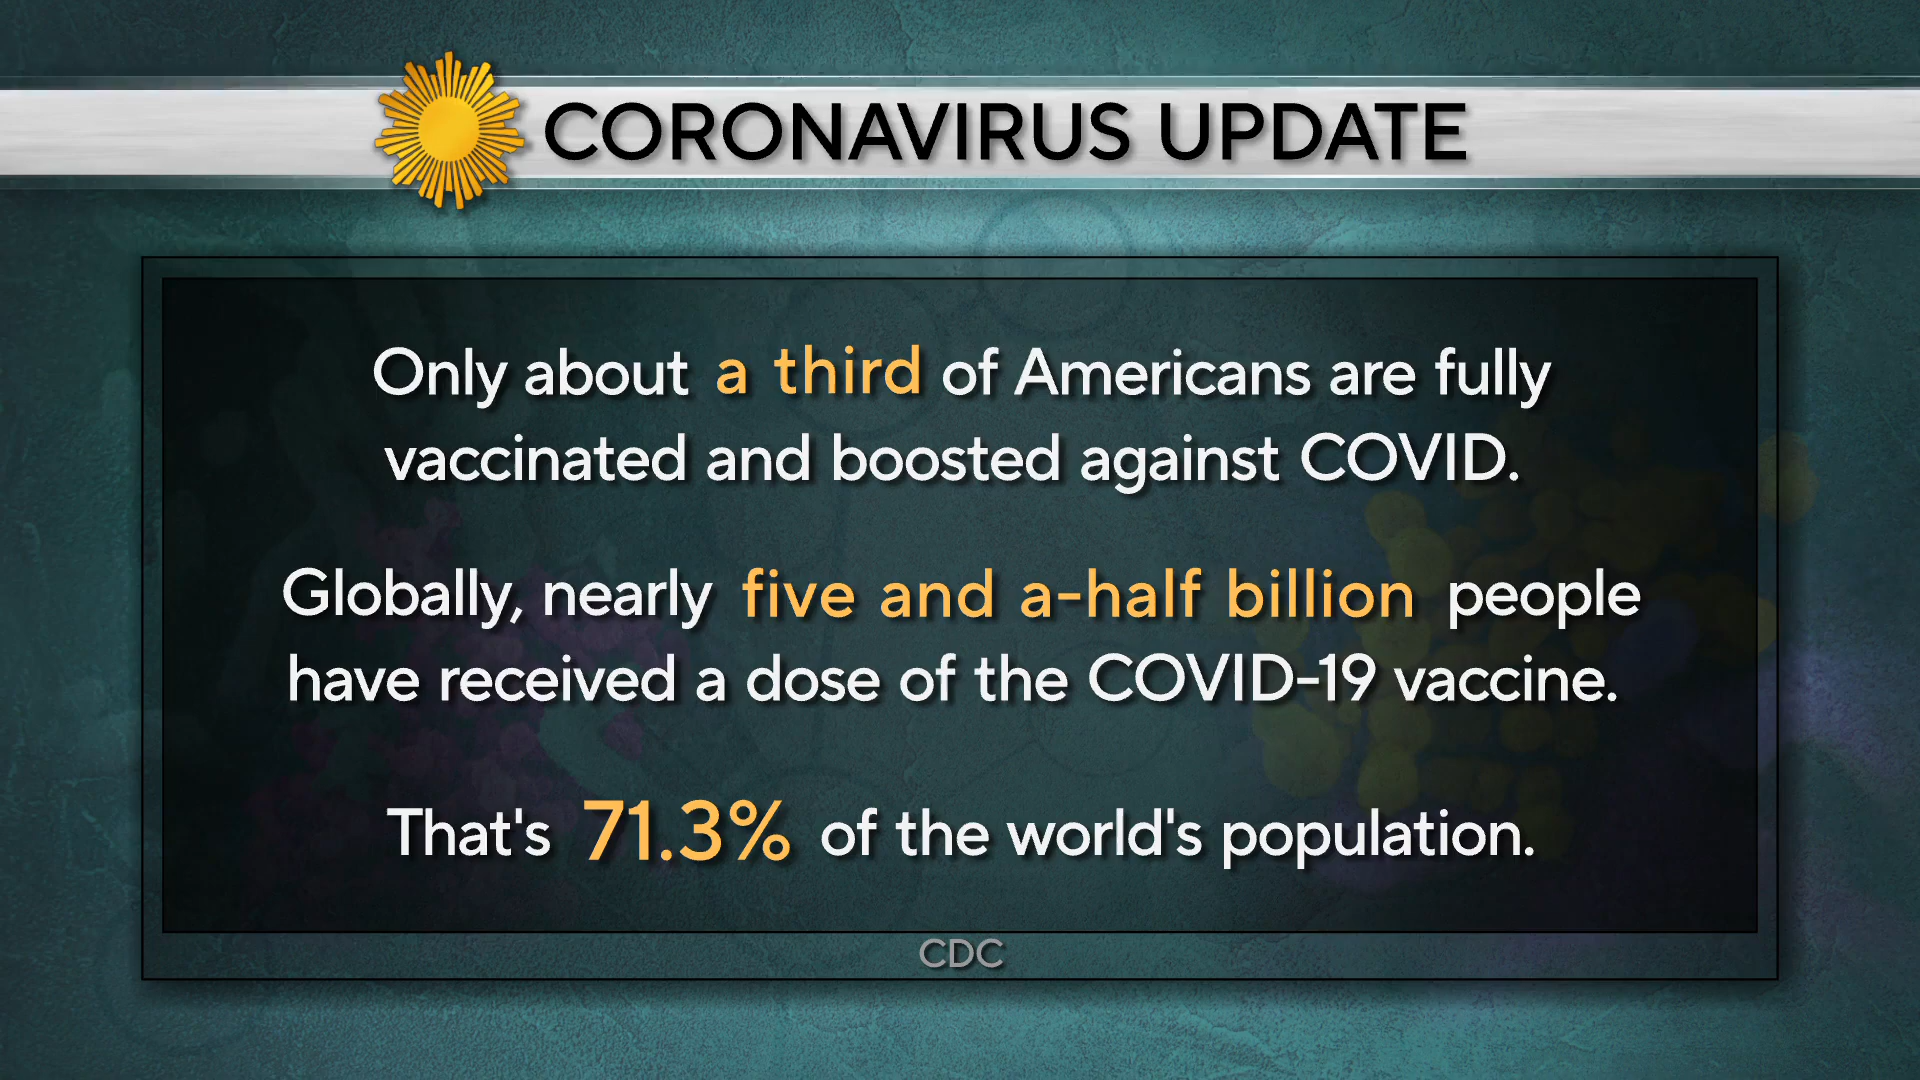 CORONAVIRUS UPDATE
Only about a third of Americans are fully
vaccinated and boosted against COVID.
Globally, nearly five and a-half billion people
have received a dose of the COVID-19 vaccine.
That's 71.3% of the world's population.
CDC